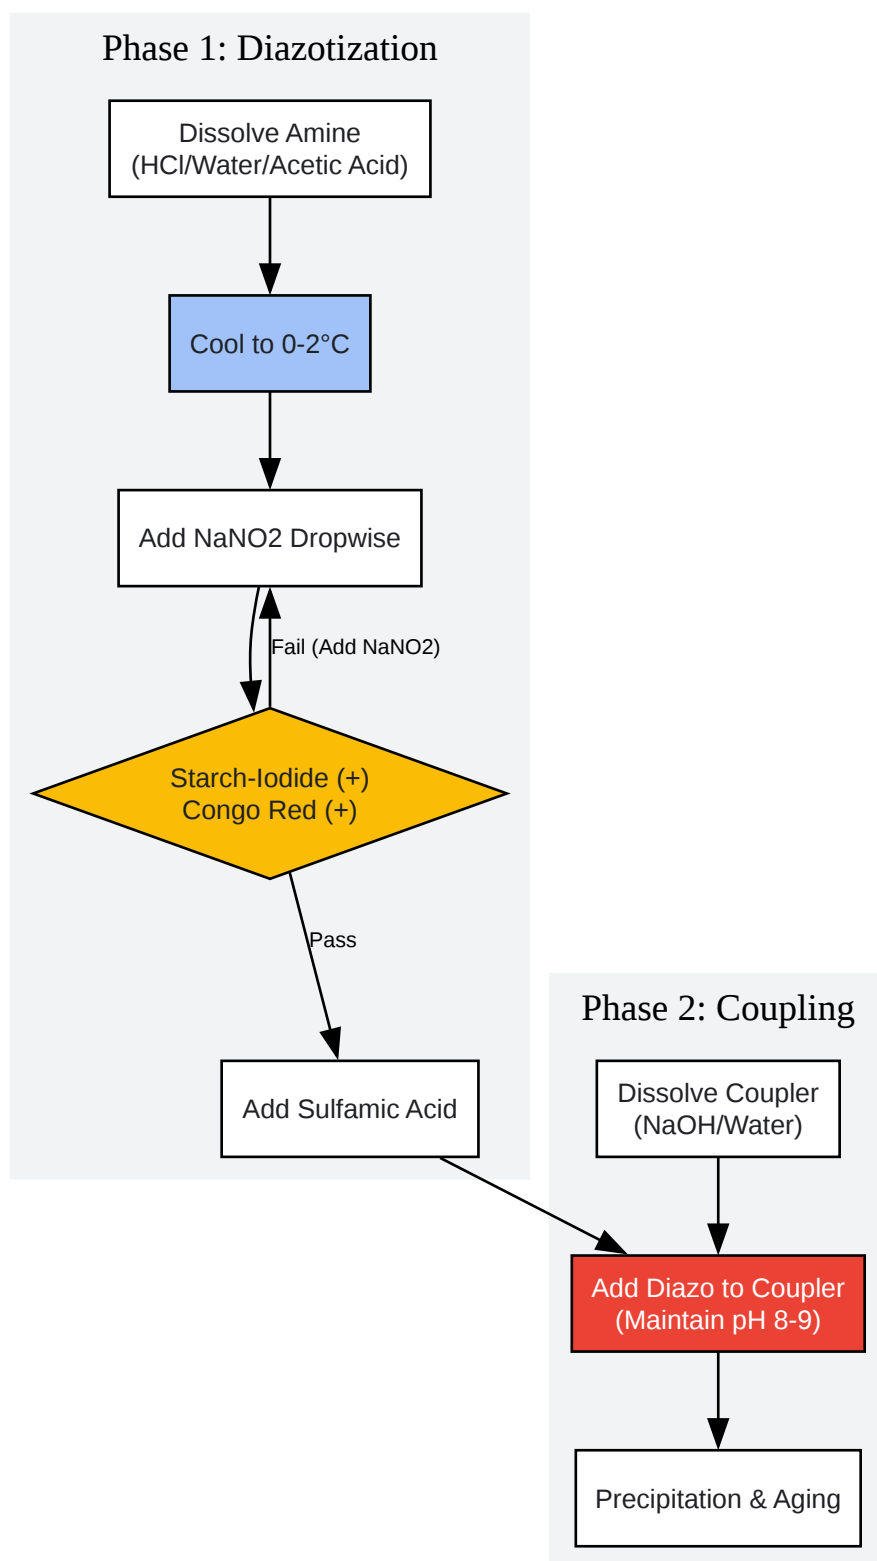 Phase 1: Diazotization
Dissolve Amine
(HCl/Water/Acetic Acid)
Cool to 0-2°C
Add NaNO2 Dropwise
Fail (Add NaNO2)
Starch-Iodide (+)
Congo Red (+)
Pass
Add Sulfamic Acid
Phase 2: Coupling
Dissolve Coupler
(NaOH/Water)
Add Diazo to Coupler
(Maintain pH 8-9)
Precipitation & Aging